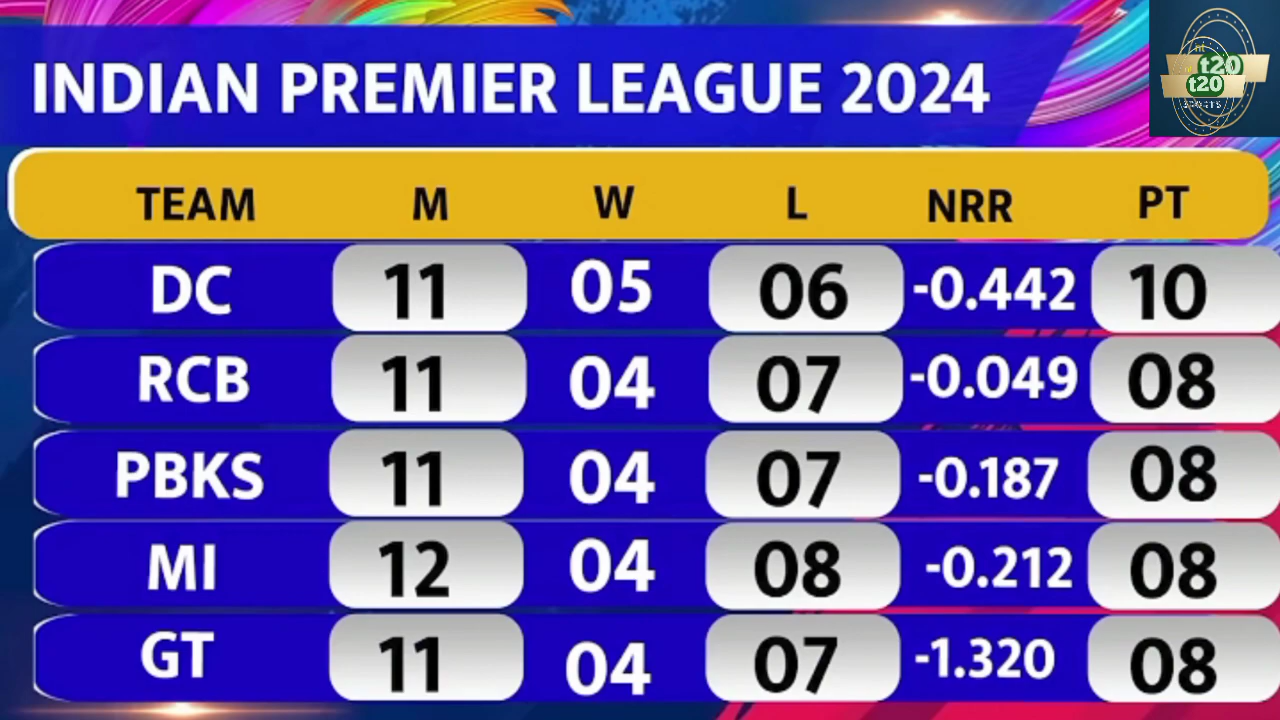 INDIAN PREMIER LEAGUE 2024
t20
t20
SPORTS
TEAM M W L NRR PT
DC 11 05 06 -0.442 10
RCB 11 04 07 -0.049 08
PBKS 11 04 07 -0.187 08
MI 12 04 08 -0.212 08
GT 11 04 07 -1.320 08